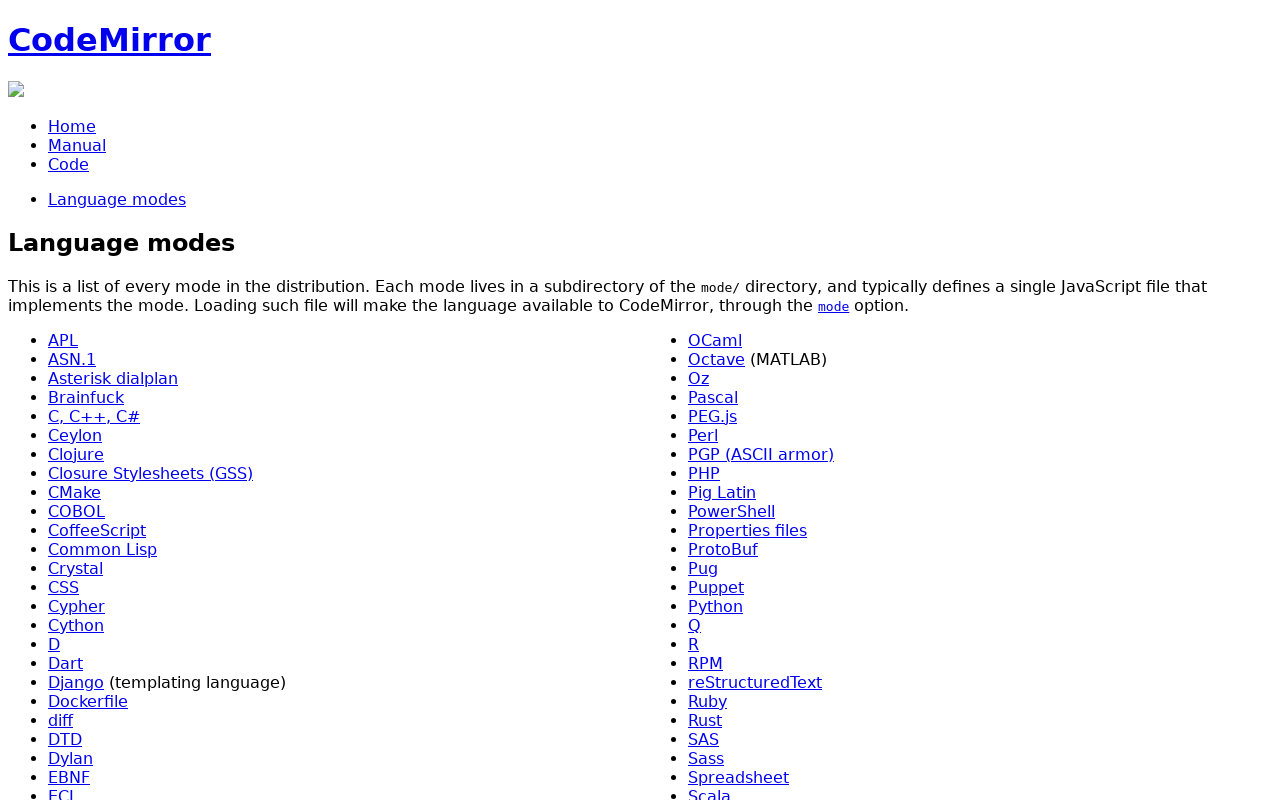 CodeMirror
Home
Manual
Code
Language modes
Language modes
This is a list of every mode in the distribution. Each mode lives in a subdirectory of the mode/ directory, and typically defines a single JavaScript file that
implements the mode. Loading such file will make the language available to CodeMirror, through the mode option.
APL
ASN.1
Asterisk dialplan
Brainfuck
C, C++, C#
Ceylon
Clojure
Closure Stylesheets (GSS)
CMake
COBOL
CoffeeScript
Common Lisp
Crystal
CSS
Cypher
Cython
D
Dart
Django (templating language)
Dockerfile
diff
DTD
Dylan
EBNF
ECL
OCaml
Octave (MATLAB)
Oz
Pascal
PEG.js
Perl
PGP (ASCII armor)
PHP
Pig Latin
PowerShell
Properties files
ProtoBuf
Pug
Puppet
Python
Q
R
RPM
reStructuredText
Ruby
Rust
SAS
Sass
Spreadsheet
Scala